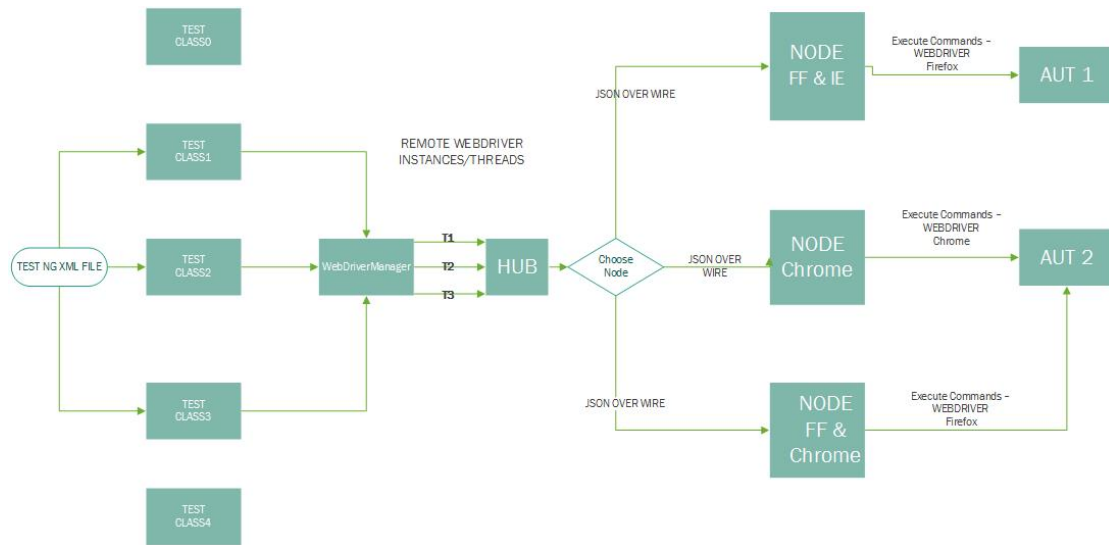 TEST
CLASS0
TEST
CLASS1
TEST NG XML FILE
TEST
CLASS2
TEST
CLASS3
TEST
CLASS4
REMOTE WEBDRIVER
INSTANCES/THREADS
WebDriverManager
T1
T2
T3
HUB
Choose
Node
JSON OVER WIRE
JSON OVER
WIRE
JSON OVER WIRE
NODE
FF & IE
Execute Commands –
WEBDRIVER
Firefox
AUT 1
NODE
Chrome
Execute Commands –
WEBDRIVER
Chrome
AUT 2
NODE
FF &
Chrome
Execute Commands –
WEBDRIVER
Firefox